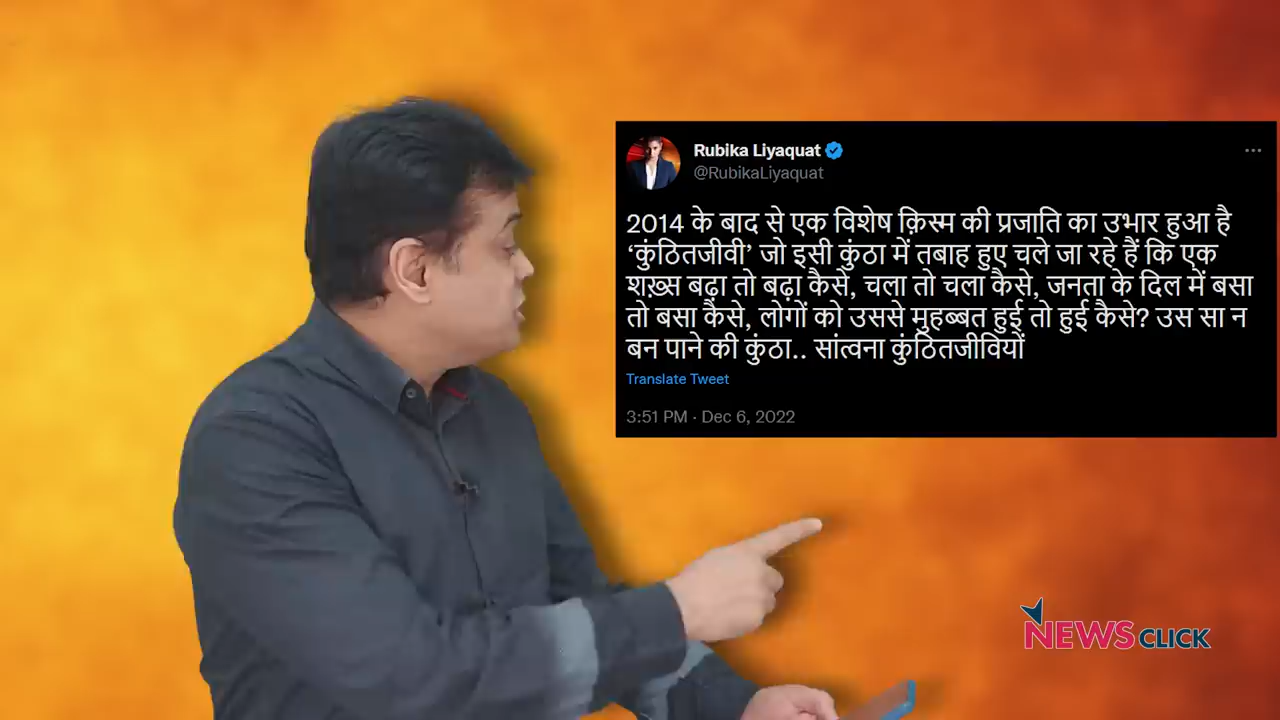 Rubika Liyaquat
@RubikaLiyaquat
2014 के बाद से एक विशेष क़िस्म की प्रजाति का उभार हुआ है
‘कुंठितजीवी’ जो इसी कुंठा में तबाह हुए चले जा रहे हैं कि एक
शख़्स बढ़ा तो बढ़ा कैसे, चला तो चला कैसे, जनता के दिल में बसा
तो बसा कैसे, लोगों को उससे मुहब्बत हुई तो हुई कैसे? उस सा न
बन पाने की कुंठा.. सांत्वना कुंठितजीवियों
Translate Tweet
3:51 PM · Dec 6, 2022
NEWSCLICK